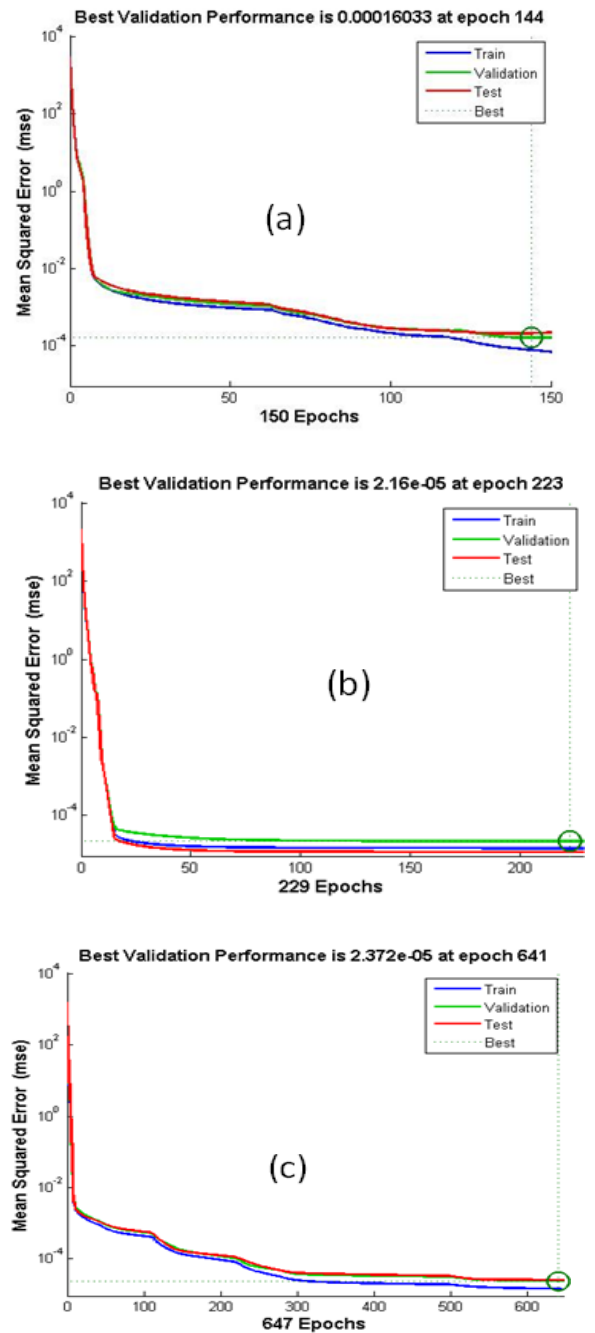 Best Validation Performance is 0.00016033 at epoch 144
10^4
10^2
10^0
10^-2
10^-4
Mean Squared Error (mse)
Train
Validation
Test
Best
(a)
0 50 100 150
150 Epochs
Best Validation Performance is 2.16e-05 at epoch 223
10^4
10^2
10^0
10^-2
10^-4
Mean Squared Error (mse)
Train
Validation
Test
Best
(b)
0 50 100 150 200
229 Epochs
Best Validation Performance is 2.372e-05 at epoch 641
10^4
10^2
10^0
10^-2
10^-4
Mean Squared Error (mse)
Train
Validation
Test
Best
(c)
0 100 200 300 400 500 600
647 Epochs